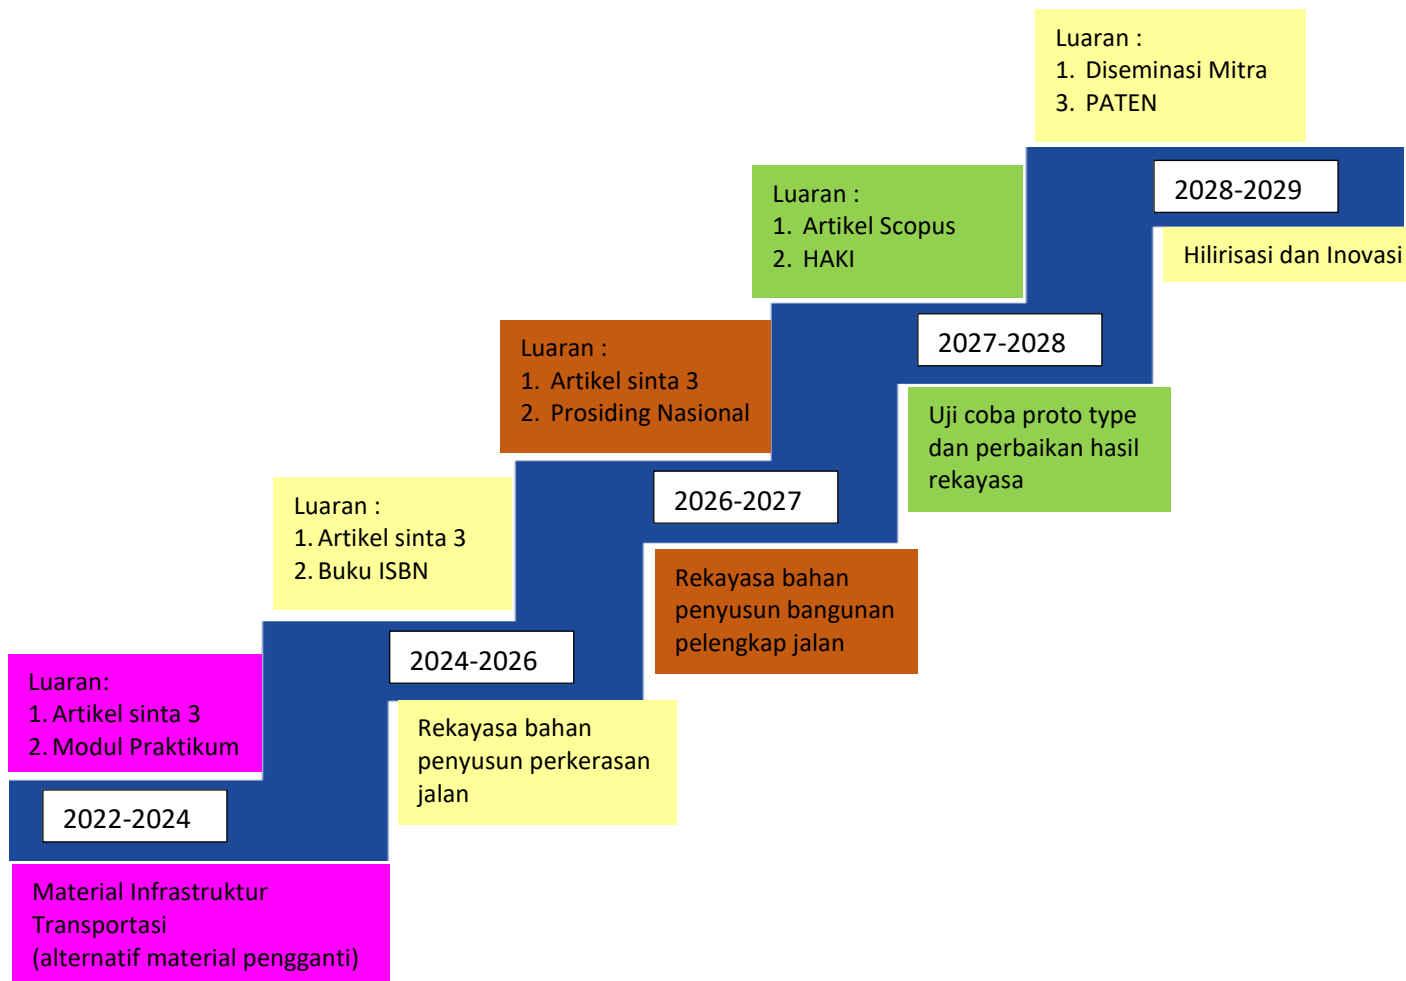 Luaran :
1. Diseminasi Mitra
3. PATEN
2028-2029
Hilirisasi dan Inovasi
Luaran :
1. Artikel Scopus
2. HAKI
2027-2028
Uji coba proto type
dan perbaikan hasil
rekayasa
Luaran :
1. Artikel sinta 3
2. Prosiding Nasional
2026-2027
Rekayasa bahan
penyusun bangunan
pelengkap jalan
Luaran :
1. Artikel sinta 3
2. Buku ISBN
2024-2026
Rekayasa bahan
penyusun perkerasan
jalan
Luaran:
1. Artikel sinta 3
2. Modul Praktikum
2022-2024
Material Infrastruktur
Transportasi
(alternatif material pengganti)